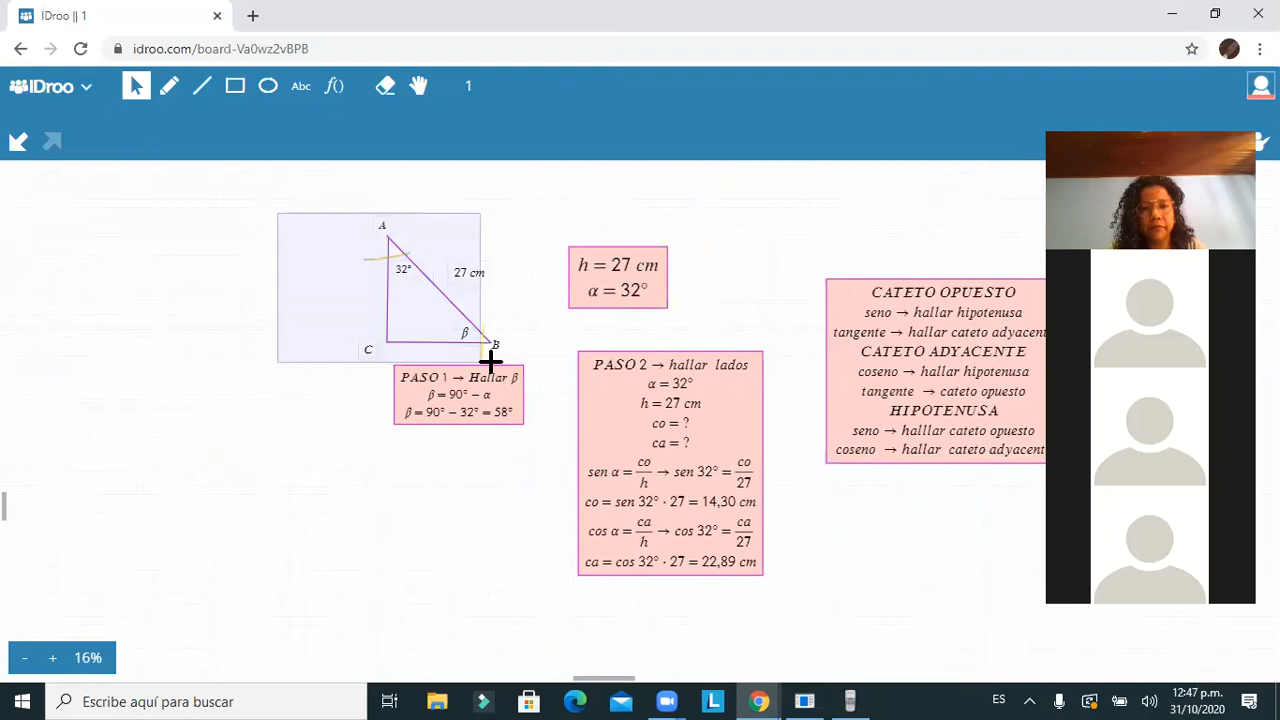 IDroo || 1
idroo.com/board-Va0wz2vBPB
IDroo
Abc
f()
1
A
32°
27 cm
β
C
B
PASO 1 → Hallar β
β = 90° − α
β = 90° − 32° = 58°
h = 27 cm
α = 32°
PASO 2 → hallar lados
α = 32°
h = 27 cm
co = ?
ca = ?
sen α = co/h → sen 32° = co/27
co = sen 32° · 27 = 14,30 cm
cos α = ca/h → cos 32° = ca/27
ca = cos 32° · 27 = 22,89 cm
CATETO OPUESTO
seno → hallar hipotenusa
tangente → hallar cateto adyacent
CATETO ADYACENTE
coseno → hallar hipotenusa
tangente → cateto opuesto
HIPOTENUSA
seno → halllar cateto opuesto
coseno → hallar cateto adyacent
- + 16%
Escribe aquí para buscar
L
ES
12:47 p.m.
31/10/2020